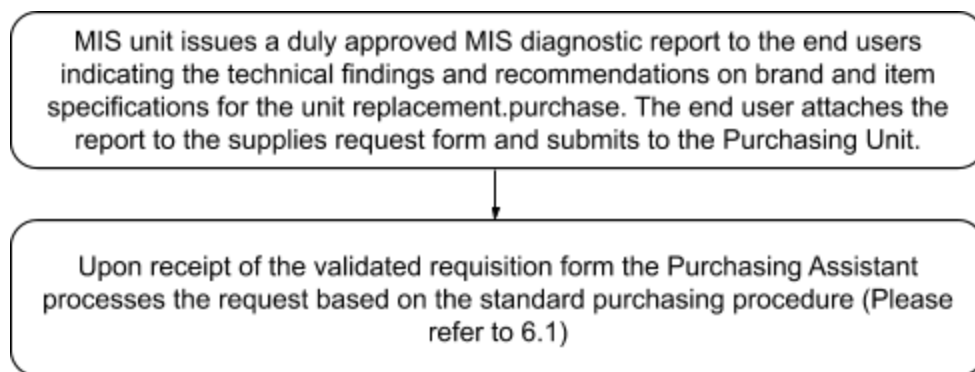 MIS unit issues a duly approved MIS diagnostic report to the end users
indicating the technical findings and recommendations on brand and item
specifications for the unit replacement.purchase. The end user attaches the
report to the supplies request form and submits to the Purchasing Unit.
Upon receipt of the validated requisition form the Purchasing Assistant
processes the request based on the standard purchasing procedure (Please
refer to 6.1)